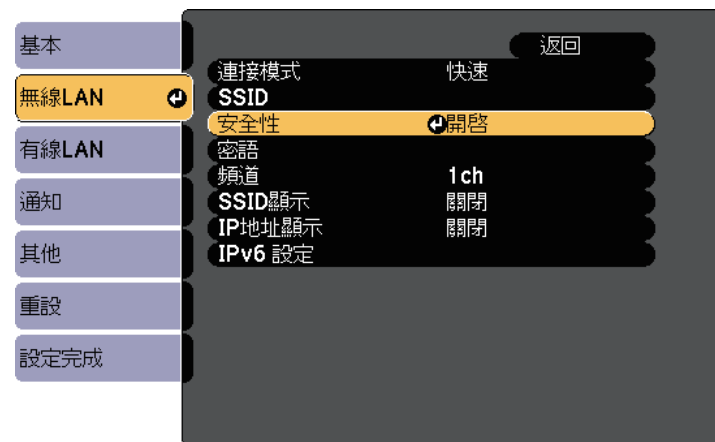 基本
無線LAN
有線LAN
通知
其他
重設
設定完成
返回
連接模式 快速
SSID
安全性 開啓
密語
頻道 1ch
SSID顯示 關閉
IP地址顯示 關閉
IPv6 設定